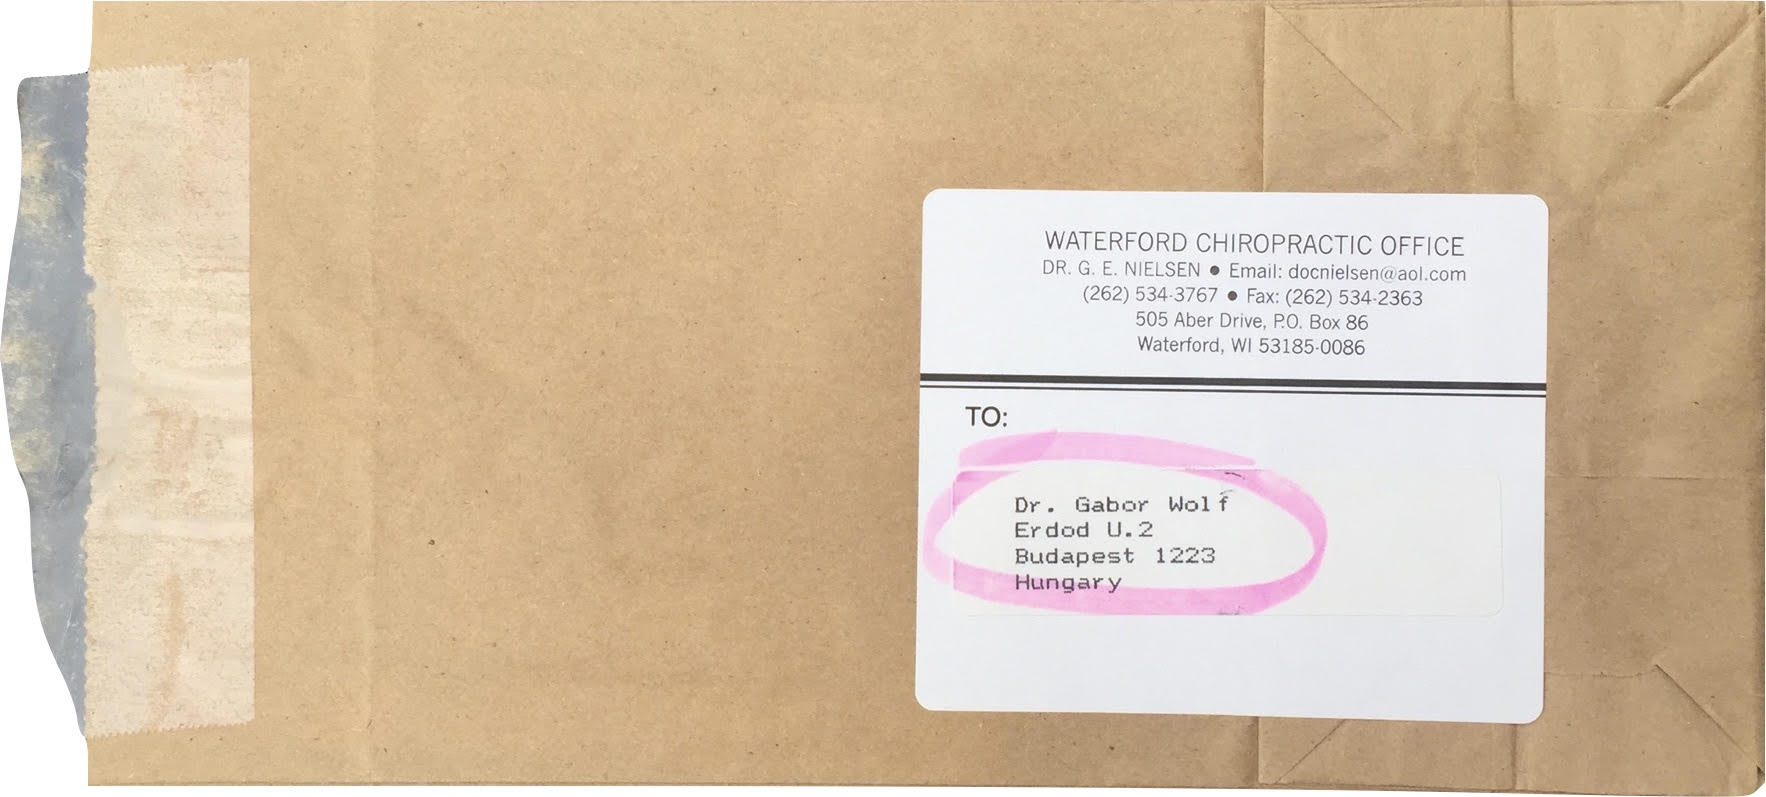 WATERFORD CHIROPRACTIC OFFICE
DR. G. E. NIELSEN ● Email: docnielsen@aol.com
(262) 534-3767 ● Fax: (262) 534-2363
505 Aber Drive, P.O. Box 86
Waterford, WI 53185-0086
TO:
Dr. Gabor Wolf
Erdod U.2
Budapest 1223
Hungary